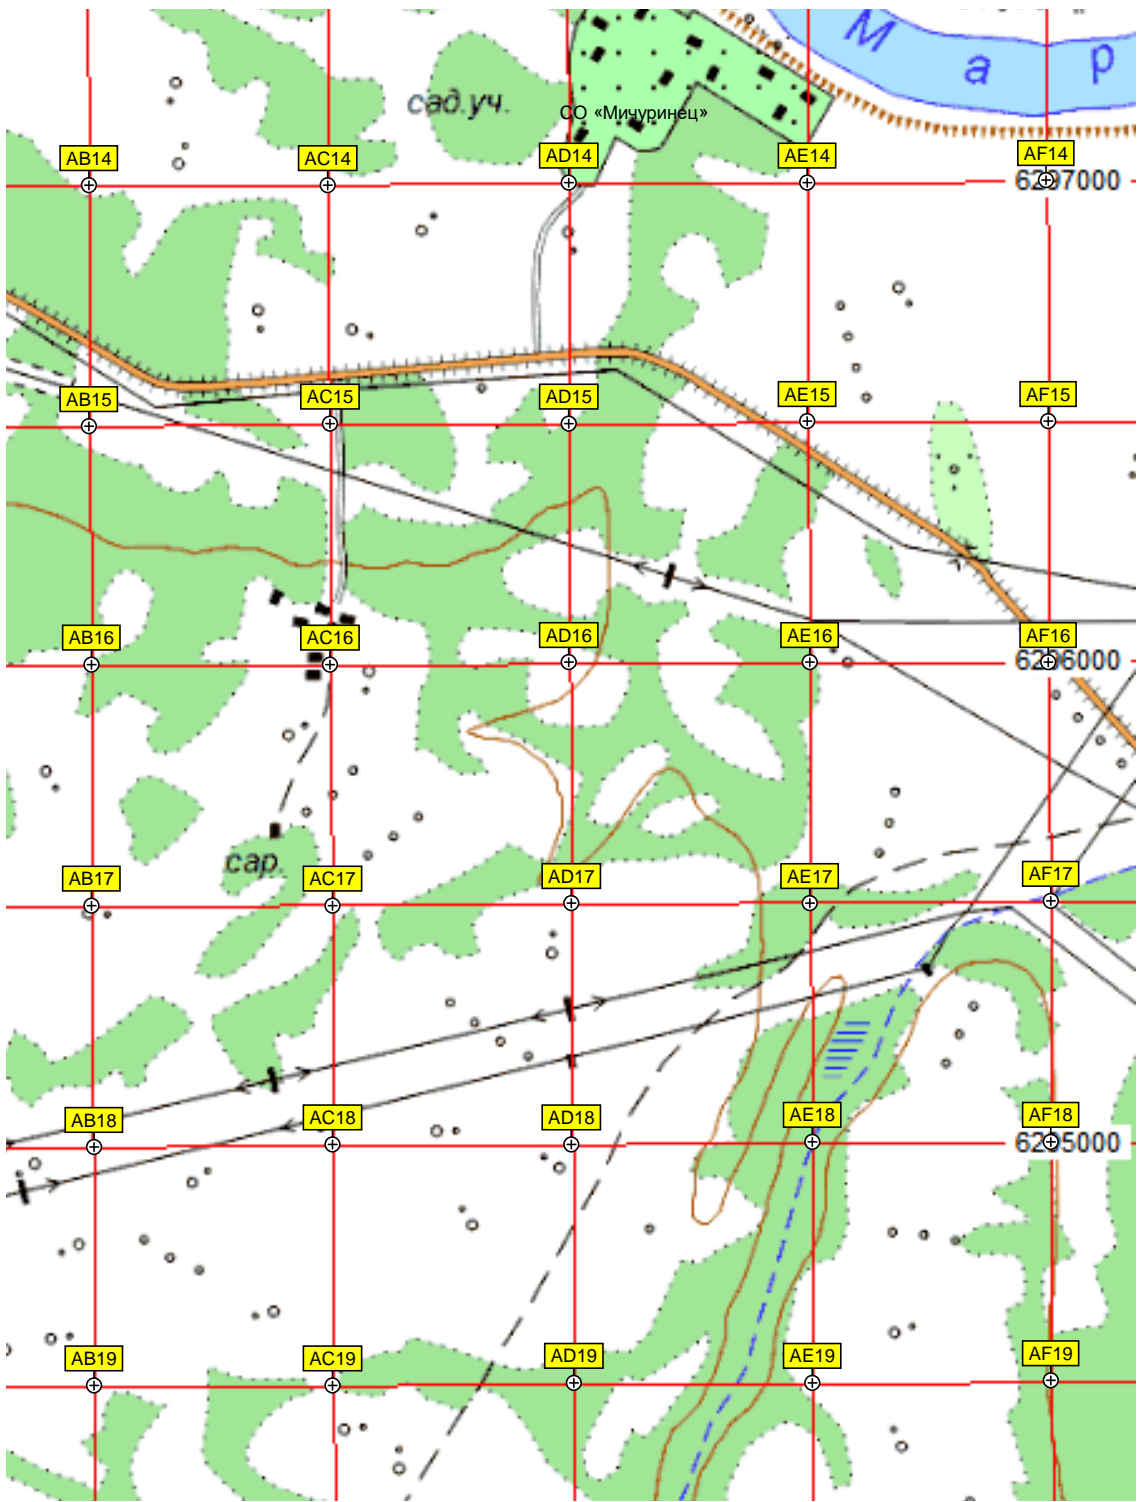 М а р
сад.уч.
СО «Мичуринец»
AB14 AC14 AD14 AE14 AF14
6297000
AB15 AC15 AD15 AE15 AF15
AB16 AC16 AD16 AE16 AF16
6296000
сар.
AB17 AC17 AD17 AE17 AF17
AB18 AC18 AD18 AE18 AF18
6295000
AB19 AC19 AD19 AE19 AF19